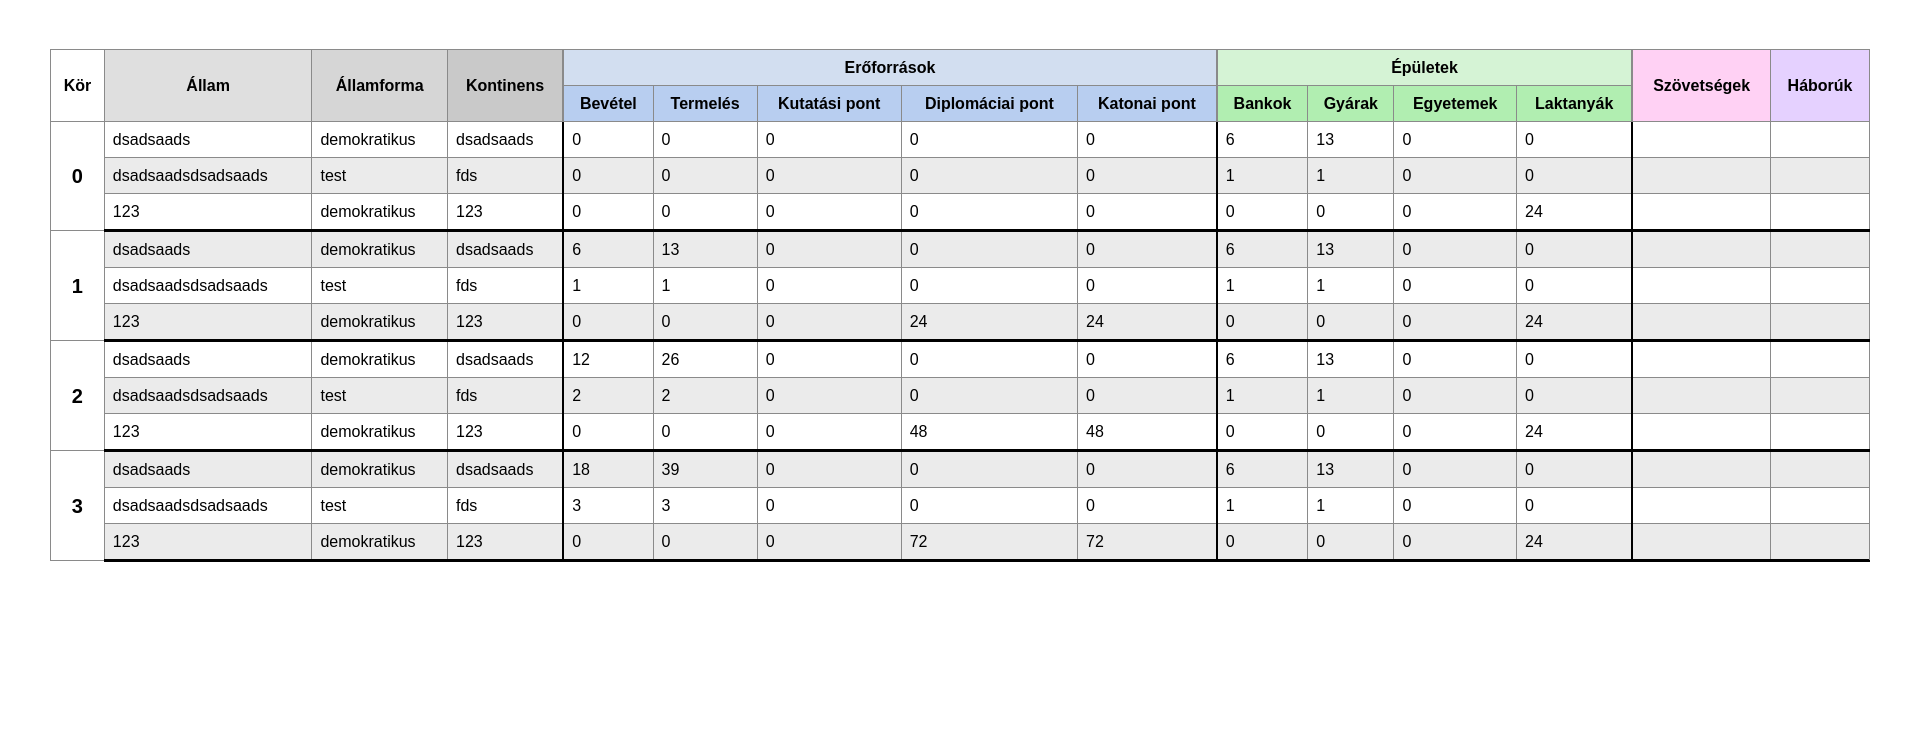 Kör Állam Államforma Kontinens Erőforrások Épületek Szövetségek Háborúk
Bevétel Termelés Kutatási pont Diplomáciai pont Katonai pont Bankok Gyárak Egyetemek Laktanyák
0 dsadsaads demokratikus dsadsaads 0 0 0 0 0 6 13 0 0
dsadsaadsdsadsaads test fds 0 0 0 0 0 1 1 0 0
123 demokratikus 123 0 0 0 0 0 0 0 0 24
1 dsadsaads demokratikus dsadsaads 6 13 0 0 0 6 13 0 0
dsadsaadsdsadsaads test fds 1 1 0 0 0 1 1 0 0
123 demokratikus 123 0 0 0 24 24 0 0 0 24
2 dsadsaads demokratikus dsadsaads 12 26 0 0 0 6 13 0 0
dsadsaadsdsadsaads test fds 2 2 0 0 0 1 1 0 0
123 demokratikus 123 0 0 0 48 48 0 0 0 24
3 dsadsaads demokratikus dsadsaads 18 39 0 0 0 6 13 0 0
dsadsaadsdsadsaads test fds 3 3 0 0 0 1 1 0 0
123 demokratikus 123 0 0 0 72 72 0 0 0 24